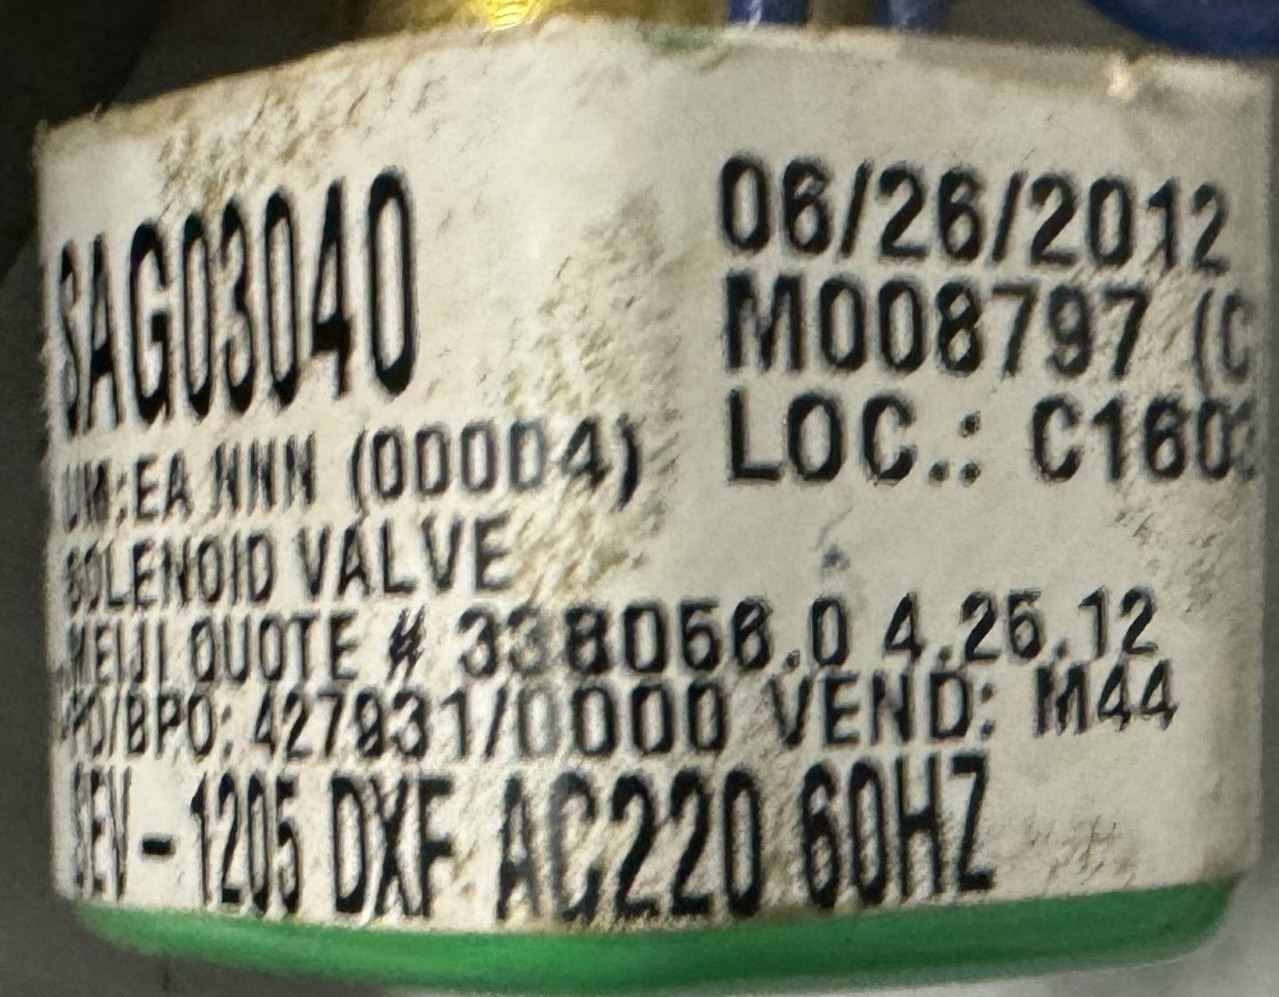 SAG03040
06/26/2012
M008797 (C
LOC.: C160
UM:EA NNN (00004)
SOLENOID VALVE
MEIJI QUOTE # 338056.0 4.25.12
PO/BPO: 427931/0000 VEND: M44
SEV-1205 DXF AC220 60HZ